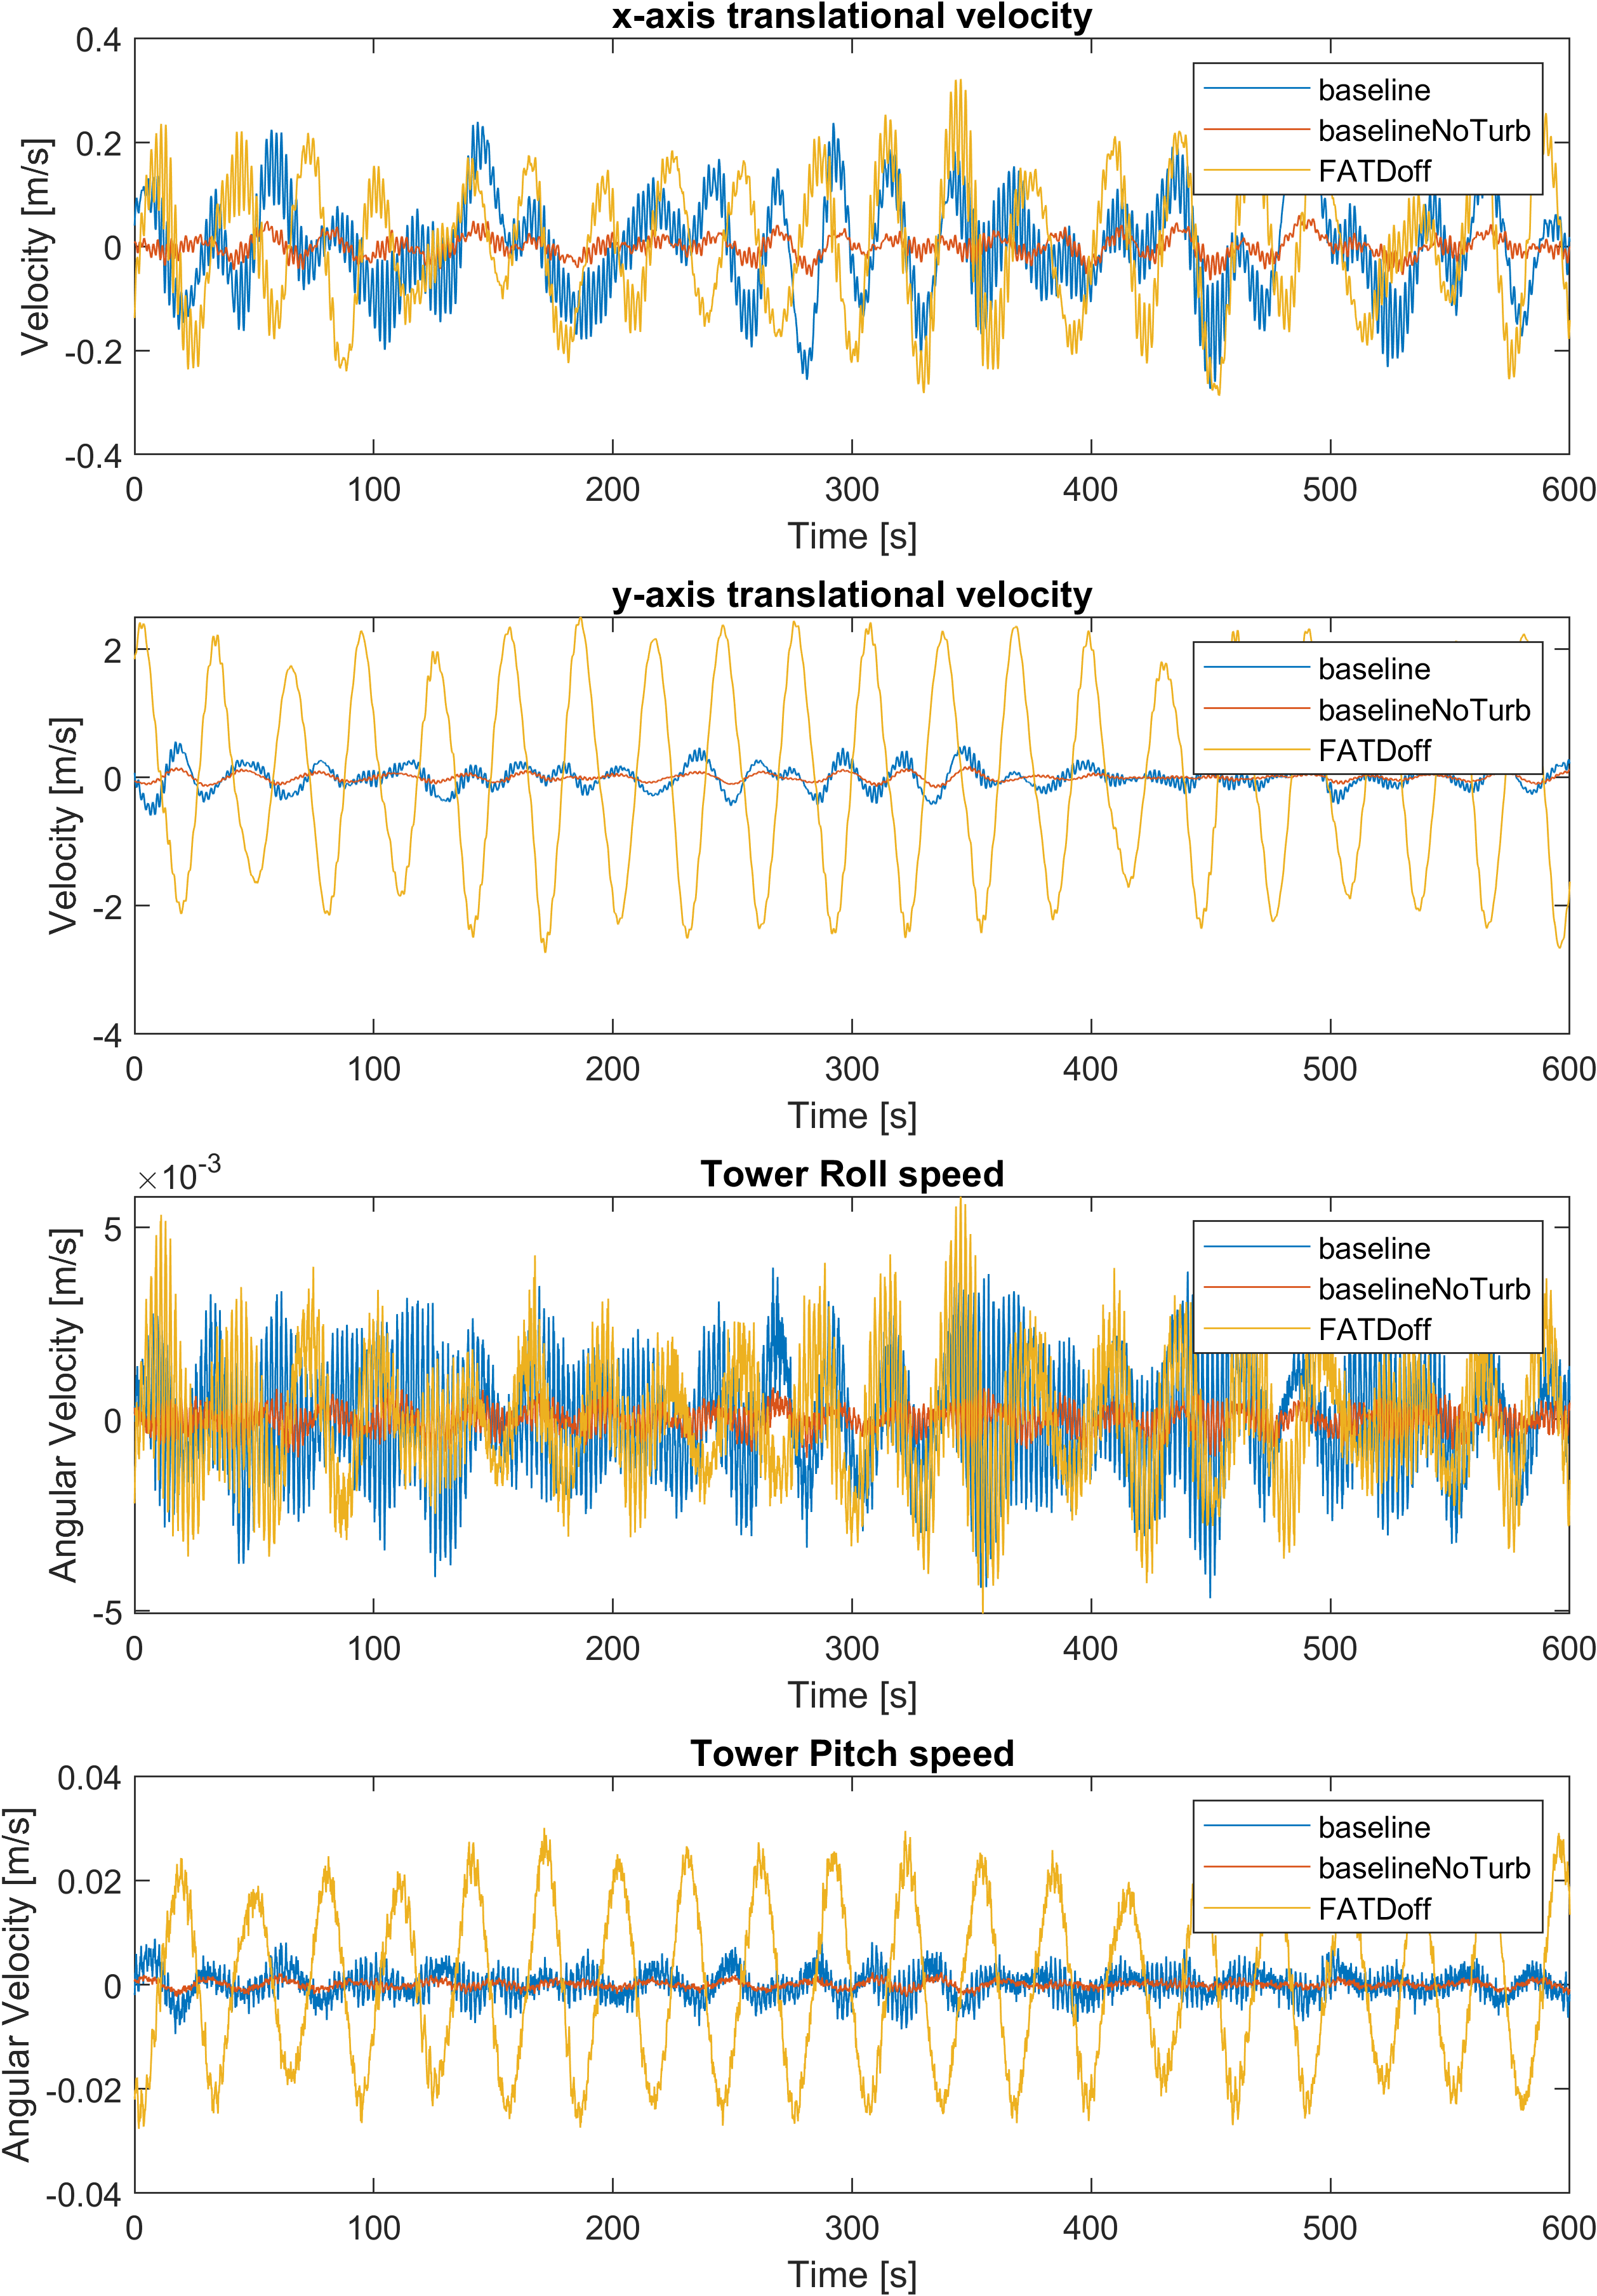 x-axis translational velocity
0.4
0.2
0
-0.2
-0.4
Velocity [m/s]
baseline
baselineNoTurb
FATDoff
0 100 200 300 400 500 600
Time [s]
y-axis translational velocity
2
0
-2
-4
Velocity [m/s]
baseline
baselineNoTurb
FATDoff
0 100 200 300 400 500 600
Time [s]
×10-3
Tower Roll speed
5
0
-5
Angular Velocity [m/s]
baseline
baselineNoTurb
FATDoff
0 100 200 300 400 500 600
Time [s]
Tower Pitch speed
0.04
0.02
0
-0.02
-0.04
Angular Velocity [m/s]
baseline
baselineNoTurb
FATDoff
0 100 200 300 400 500 600
Time [s]